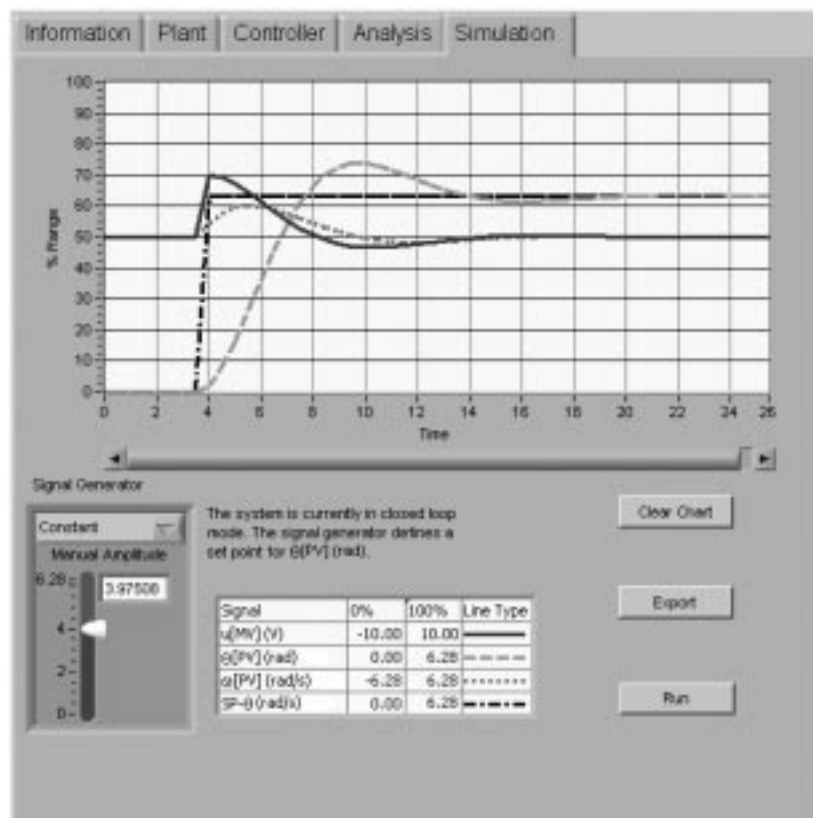 Information Plant Controller Analysis Simulation
100
90
80
70
60
50
40
30
20
10
0
% Range
0 2 4 6 8 10 12 14 16 18 20 22 24 26
Time
Signal Generator
Constant
Manual Amplitude
6.28
3.97508
4
2
0
The system is currently in closed loop
mode. The signal generator defines a
set point for Θ[PV] (rad).
Clear Chart
Export
Run
Signal 0% 100% Line Type
u[MV] (V) -10.00 10.00
Θ[PV] (rad) 0.00 6.28
ω[PV] (rad/s) -6.28 6.28
SP-θ (rad/s) 0.00 6.28